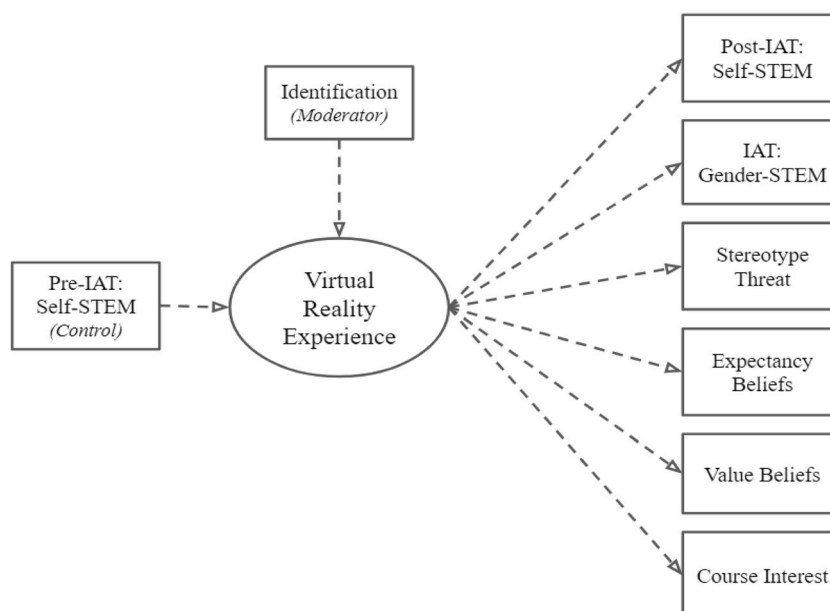 Post-IAT:
Self-STEM
Identification
(Moderator)
IAT:
Gender-STEM
Stereotype
Threat
Pre-IAT:
Self-STEM
(Control)
Virtual
Reality
Experience
Expectancy
Beliefs
Value Beliefs
Course Interest